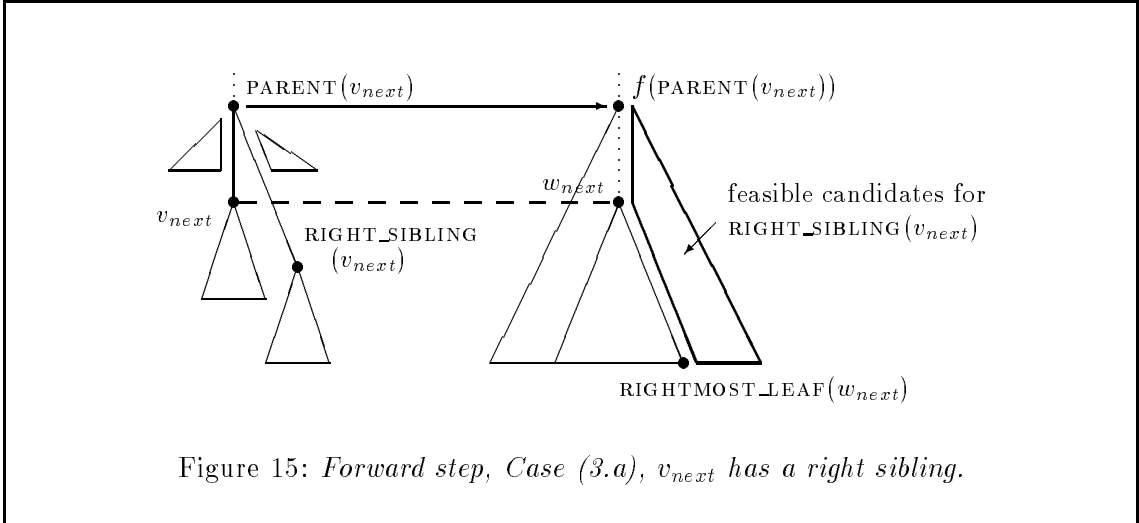 PARENT(v_next) f(PARENT(v_next))
w_next
feasible candidates for
v_next
RIGHT_SIBLING
(v_next)
RIGHT_SIBLING(v_next)
RIGHTMOST_LEAF(w_next)
Figure 15: Forward step, Case (3.a), v_next has a right sibling.